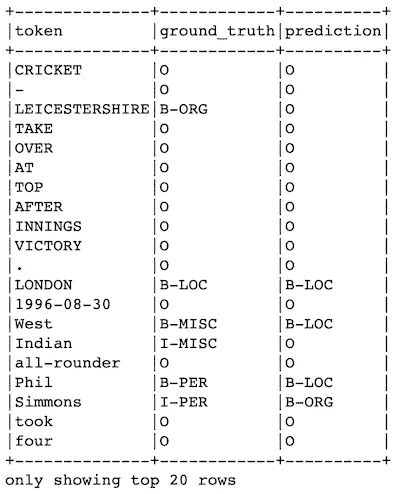 +--------------+------------+----------+
|token         |ground_truth|prediction|
+--------------+------------+----------+
|CRICKET       |O           |O         |
|-             |O           |O         |
|LEICESTERSHIRE|B-ORG       |O         |
|TAKE          |O           |O         |
|OVER          |O           |O         |
|AT            |O           |O         |
|TOP           |O           |O         |
|AFTER         |O           |O         |
|INNINGS       |O           |O         |
|VICTORY       |O           |O         |
|.             |O           |O         |
|LONDON        |B-LOC       |B-LOC     |
|1996-08-30    |O           |O         |
|West          |B-MISC      |B-LOC     |
|Indian        |I-MISC      |O         |
|all-rounder   |O           |O         |
|Phil          |B-PER       |B-LOC     |
|Simmons       |I-PER       |B-ORG     |
|took          |O           |O         |
|four          |O           |O         |
+--------------+------------+----------+
only showing top 20 rows